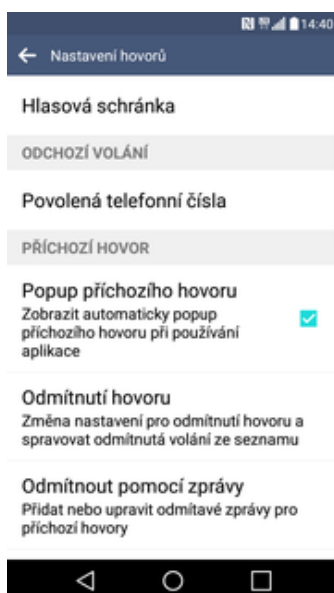 14:40
Nastavení hovorů
Hlasová schránka
ODCHOZÍ VOLÁNÍ
Povolená telefonní čísla
PŘÍCHOZÍ HOVOR
Popup příchozího hovoru
Zobrazit automaticky popup
příchozího hovoru při používání
aplikace
Odmítnutí hovoru
Změna nastavení pro odmítnutí hovoru a
spravovat odmítnutá volání ze seznamu
Odmítnout pomocí zprávy
Přidat nebo upravit odmítavé zprávy pro
příchozí hovory